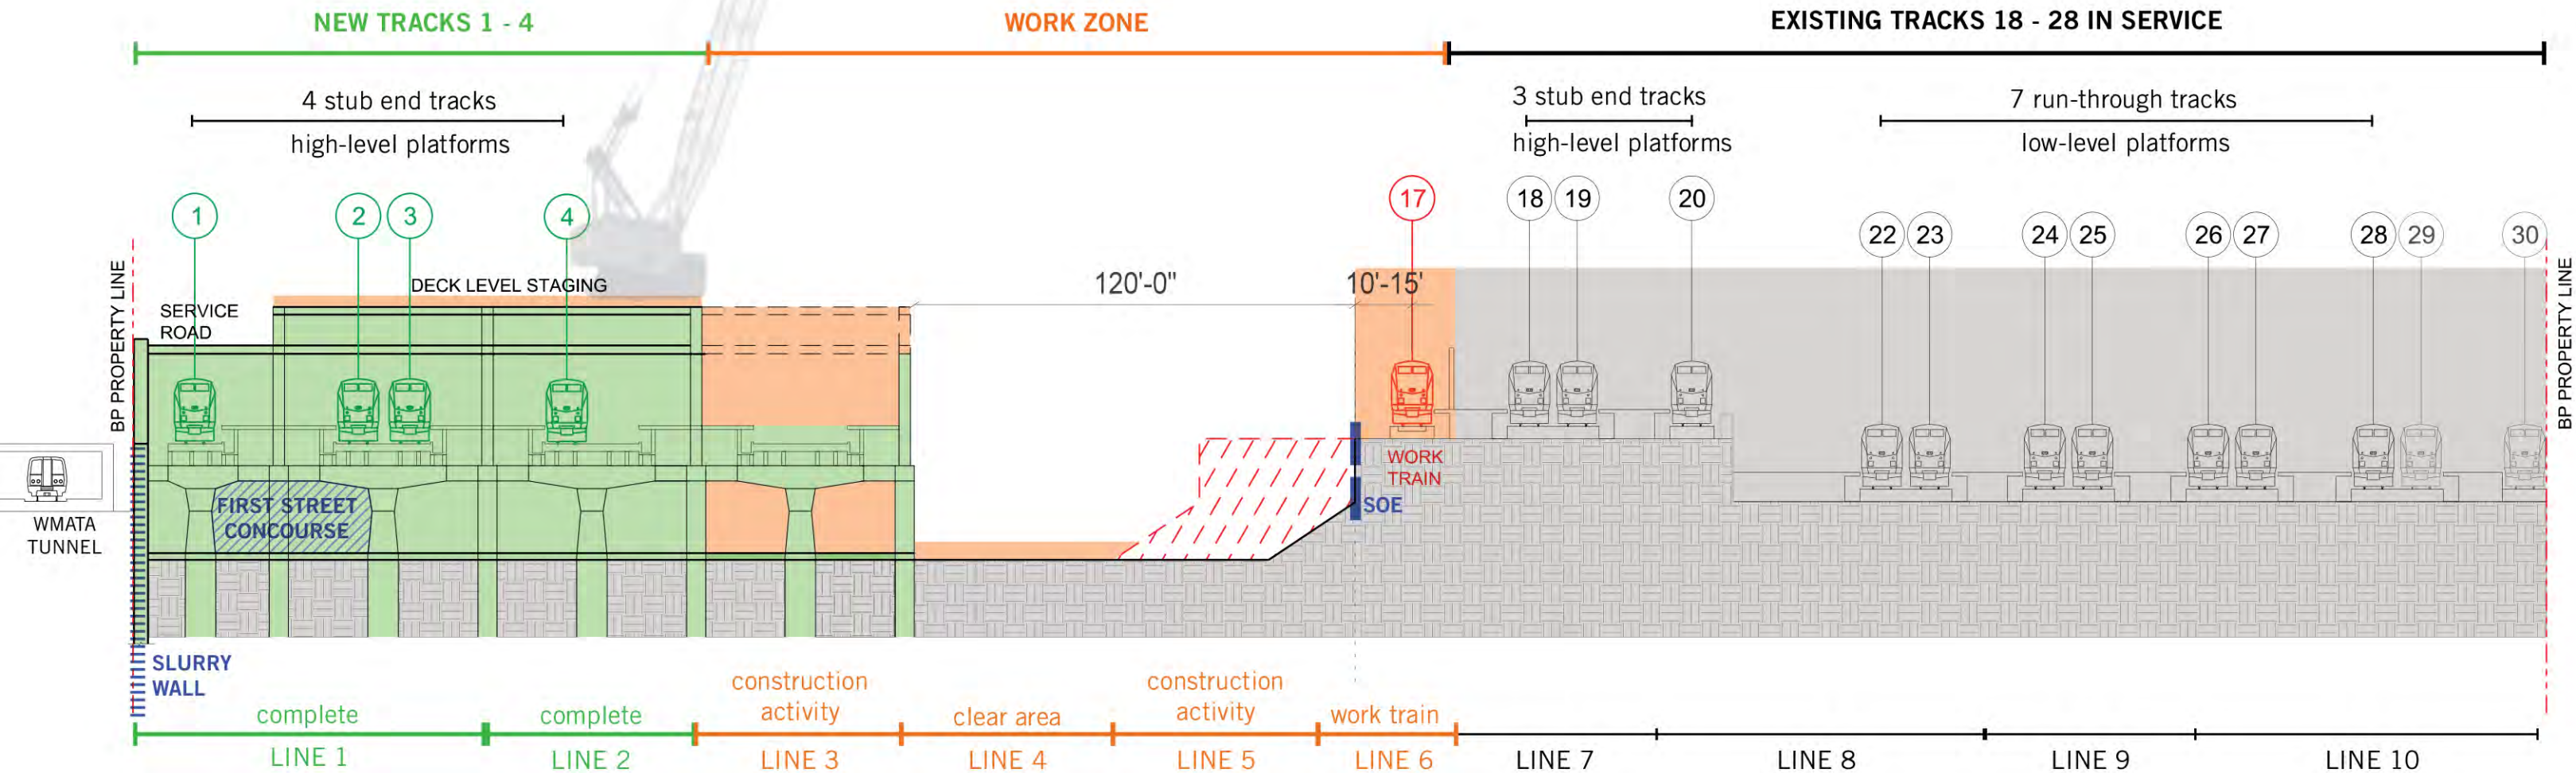 NEW TRACKS 1 - 4
WORK ZONE
EXISTING TRACKS 18 - 28 IN SERVICE
4 stub end tracks
high-level platforms
3 stub end tracks
high-level platforms
7 run-through tracks
low-level platforms
1
2
3
4
17
18
19
20
22
23
24
25
26
27
28
29
30
BP PROPERTY LINE
SERVICE
ROAD
DECK LEVEL STAGING
120'-0"
10'-15'
BP PROPERTY LINE
WORK
TRAIN
SOE
FIRST STREET
CONCOURSE
WMATA
TUNNEL
SLURRY
WALL
complete
complete
construction
activity
clear area
construction
activity
work train
LINE 1
LINE 2
LINE 3
LINE 4
LINE 5
LINE 6
LINE 7
LINE 8
LINE 9
LINE 10